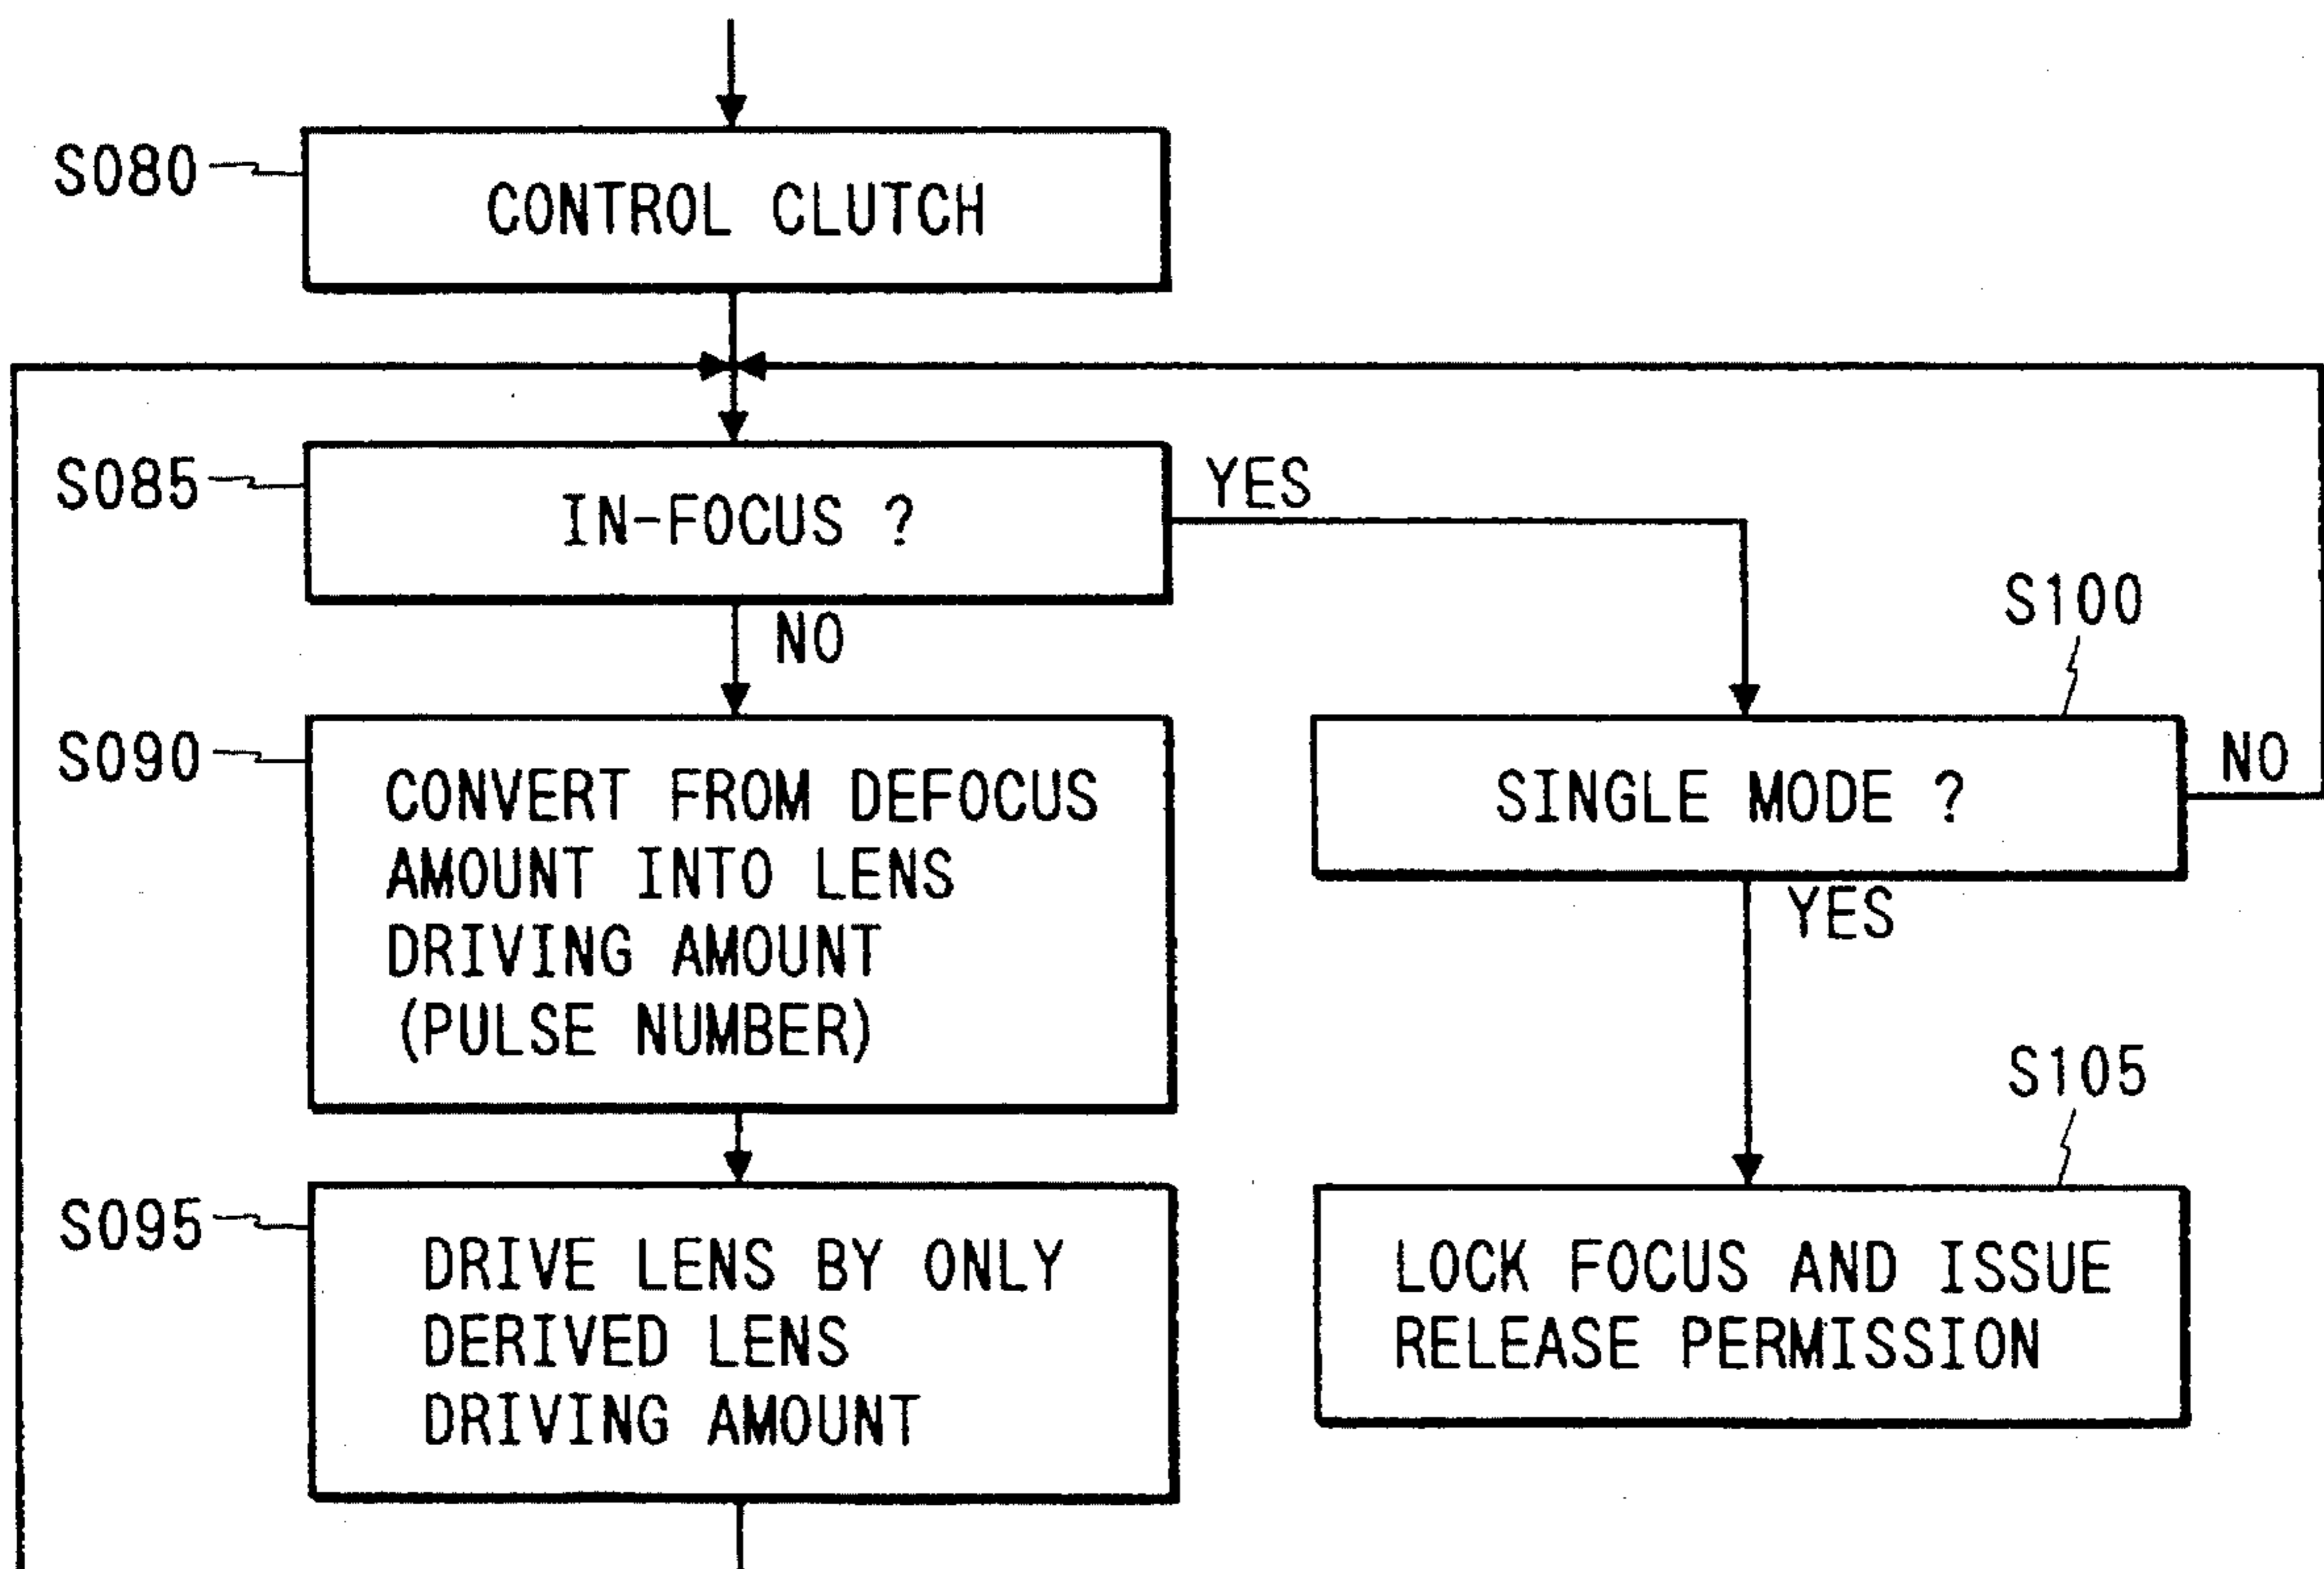 S080
CONTROL CLUTCH
S085
IN-FOCUS ?
YES
NO
S090
CONVERT FROM DEFOCUS
AMOUNT INTO LENS
DRIVING AMOUNT
(PULSE NUMBER)
S100
SINGLE MODE ?
NO
YES
S095
DRIVE LENS BY ONLY
DERIVED LENS
DRIVING AMOUNT
S105
LOCK FOCUS AND ISSUE
RELEASE PERMISSION